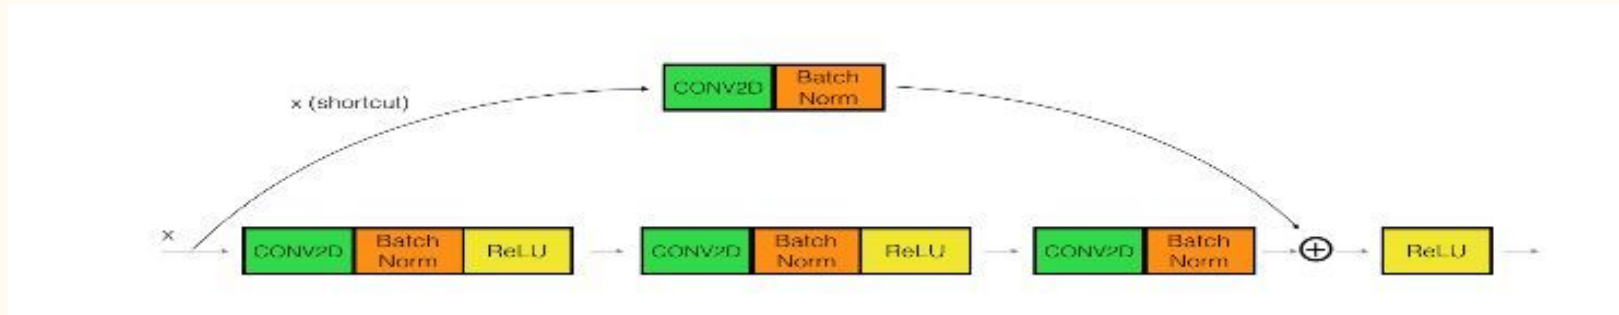 x (shortcut)
CONV2D
Batch
Norm
x
CONV2D
Batch
Norm
ReLU
CONV2D
Batch
Norm
ReLU
CONV2D
Batch
Norm
ReLU